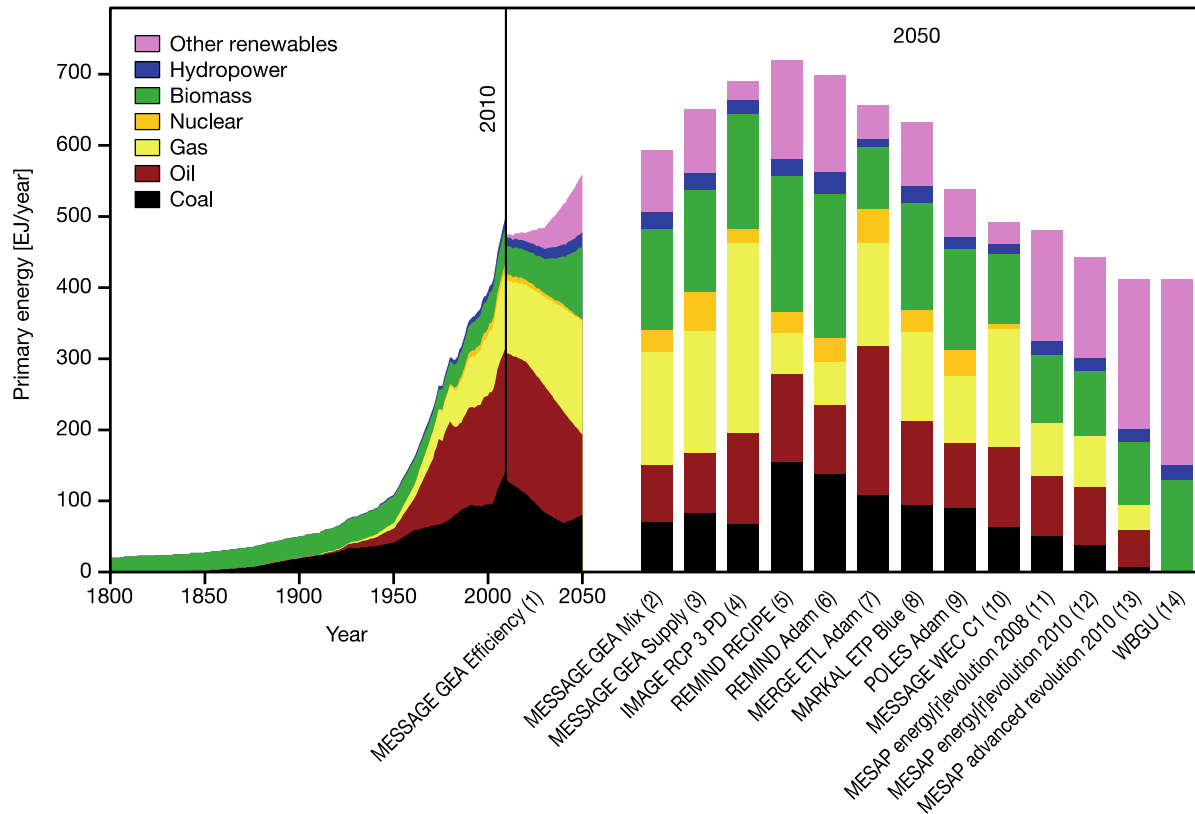 2050
Other renewables
Hydropower
Biomass
Nuclear
Gas
Oil
Coal
2010
Primary energy [EJ/year]
700
600
500
400
300
200
100
0
1800
1850
1900
1950
2000
2050
Year
MESSAGE GEA Efficiency (1)
MESSAGE GEA Mix (2)
MESSAGE GEA Supply (3)
IMAGE RCP 3 PD (4)
REMIND RECIPE (5)
REMIND Adam (6)
MERGE ETL Adam (7)
MARKAL ETP Blue (8)
POLES Adam (9)
MESSAGE WEC C1 (10)
MESAP energy[r]evolution 2008 (11)
MESAP energy[r]evolution 2010 (12)
MESAP advanced revolution 2010 (13)
WBGU (14)